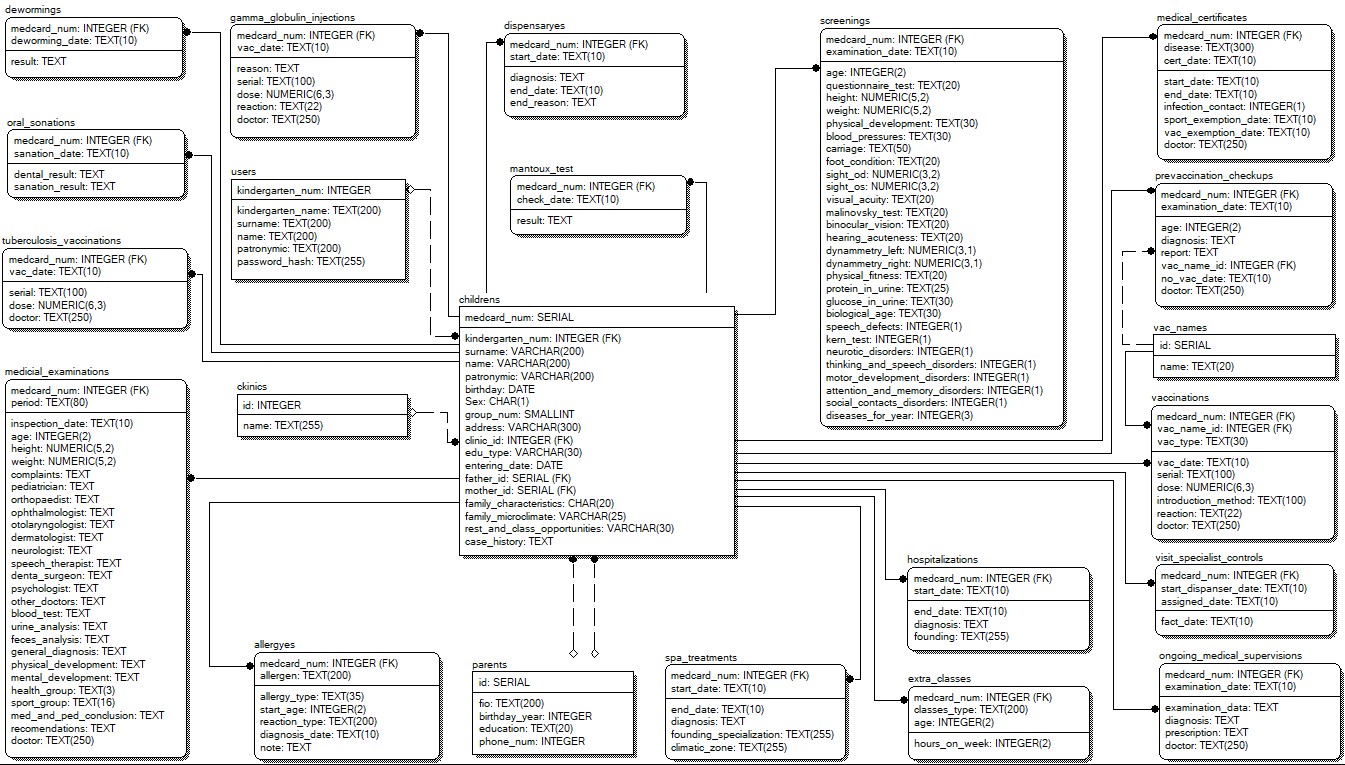 dewormings
medcard_num: INTEGER (FK)
deworming_date: TEXT(10)
result: TEXT
gamma_globulin_injections
medcard_num: INTEGER (FK)
vac_date: TEXT(10)
reason: TEXT
serial: TEXT(100)
dose: NUMERIC(6,3)
reaction: TEXT(22)
doctor: TEXT(250)
dispensaryes
medcard_num: INTEGER (FK)
start_date: TEXT(10)
diagnosis: TEXT
end_date: TEXT(10)
end_reason: TEXT
screenings
medcard_num: INTEGER (FK)
examination_date: TEXT(10)
age: INTEGER(2)
questionnaire_test: TEXT(20)
height: NUMERIC(5,2)
weight: NUMERIC(5,2)
physical_development: TEXT(30)
blood_pressures: TEXT(30)
carriage: TEXT(50)
foot_condition: TEXT(20)
sight_od: NUMERIC(3,2)
sight_os: NUMERIC(3,2)
visual_acuity: TEXT(20)
malinovsky_test: TEXT(20)
binocular_vision: TEXT(20)
hearing_acuteness: TEXT(20)
dynammetry_left: NUMERIC(3,1)
dynammetry_right: NUMERIC(3,1)
physical_fitness: TEXT(20)
protein_in_urine: TEXT(25)
glucose_in_urine: TEXT(30)
biological_age: TEXT(30)
speech_defects: INTEGER(1)
kern_test: INTEGER(1)
neurotic_disorders: INTEGER(1)
thinking_and_speech_disorders: INTEGER(1)
motor_development_disorders: INTEGER(1)
attention_and_memory_disorders: INTEGER(1)
social_contacts_disorders: INTEGER(1)
diseases_for_year: INTEGER(3)
medical_certificates
medcard_num: INTEGER (FK)
disease: TEXT(300)
cert_date: TEXT(10)
start_date: TEXT(10)
end_date: TEXT(10)
infection_contact: INTEGER(1)
sport_exemption_date: TEXT(10)
vac_exemption_date: TEXT(10)
doctor: TEXT(250)
oral_sonations
medcard_num: INTEGER (FK)
sanation_date: TEXT(10)
dental_result: TEXT
sanation_result: TEXT
users
kindergarten_num: INTEGER
kindergarten_name: TEXT(200)
surname: TEXT(200)
name: TEXT(200)
patronymic: TEXT(200)
password_hash: TEXT(255)
mantoux_test
medcard_num: INTEGER (FK)
check_date: TEXT(10)
result: TEXT
prevaccination_checkups
medcard_num: INTEGER (FK)
examination_date: TEXT(10)
age: INTEGER(2)
diagnosis: TEXT
report: TEXT
vac_name_id: INTEGER (FK)
no_vac_date: TEXT(10)
doctor: TEXT(250)
tuberculosis_vaccinations
medcard_num: INTEGER (FK)
vac_date: TEXT(10)
serial: TEXT(100)
dose: NUMERIC(6,3)
doctor: TEXT(250)
childrens
medcard_num: SERIAL
kindergarten_num: INTEGER (FK)
surname: VARCHAR(200)
name: VARCHAR(200)
patronymic: VARCHAR(200)
birthday: DATE
Sex: CHAR(1)
group_num: SMALLINT
address: VARCHAR(300)
clinic_id: INTEGER (FK)
edu_type: VARCHAR(30)
entering_date: DATE
father_id: SERIAL (FK)
mother_id: SERIAL (FK)
family_characteristics: CHAR(20)
family_microclimate: VARCHAR(25)
rest_and_class_opportunities: VARCHAR(30)
case_history: TEXT
vac_names
id: SERIAL
name: TEXT(20)
medicial_examinations
medcard_num: INTEGER (FK)
period: TEXT(80)
inspection_date: TEXT(10)
age: INTEGER(2)
height: NUMERIC(5,2)
weight: NUMERIC(5,2)
complaints: TEXT
pediatrician: TEXT
orthopaedist: TEXT
ophthalmologist: TEXT
otolaryngologist: TEXT
dermatologist: TEXT
neurologist: TEXT
speech_therapist: TEXT
denta_surgeon: TEXT
psychologist: TEXT
other_doctors: TEXT
blood_test: TEXT
urine_analysis: TEXT
feces_analysis: TEXT
general_diagnosis: TEXT
physical_development: TEXT
mental_development: TEXT
health_group: TEXT(3)
sport_group: TEXT(16)
med_and_ped_conclusion: TEXT
recomendations: TEXT
doctor: TEXT(250)
ckinics
id: INTEGER
name: TEXT(255)
vaccinations
medcard_num: INTEGER (FK)
vac_name_id: INTEGER (FK)
vac_type: TEXT(30)
vac_date: TEXT(10)
serial: TEXT(100)
dose: NUMERIC(6,3)
introduction_method: TEXT(100)
reaction: TEXT(22)
doctor: TEXT(250)
hospitalizations
medcard_num: INTEGER (FK)
start_date: TEXT(10)
end_date: TEXT(10)
diagnosis: TEXT
founding: TEXT(255)
visit_specialist_controls
medcard_num: INTEGER (FK)
start_dispanser_date: TEXT(10)
assigned_date: TEXT(10)
fact_date: TEXT(10)
allergyes
medcard_num: INTEGER (FK)
allergen: TEXT(200)
allergy_type: TEXT(35)
start_age: INTEGER(2)
reaction_type: TEXT(200)
diagnosis_date: TEXT(10)
note: TEXT
parents
id: SERIAL
fio: TEXT(200)
birthday_year: INTEGER
education: TEXT(20)
phone_num: INTEGER
spa_treatments
medcard_num: INTEGER (FK)
start_date: TEXT(10)
end_date: TEXT(10)
diagnosis: TEXT
founding_specialization: TEXT(255)
climatic_zone: TEXT(255)
extra_classes
medcard_num: INTEGER (FK)
classes_type: TEXT(200)
age: INTEGER(2)
hours_on_week: INTEGER(2)
ongoing_medical_supervisions
medcard_num: INTEGER (FK)
examination_date: TEXT(10)
examination_data: TEXT
diagnosis: TEXT
prescription: TEXT
doctor: TEXT(250)